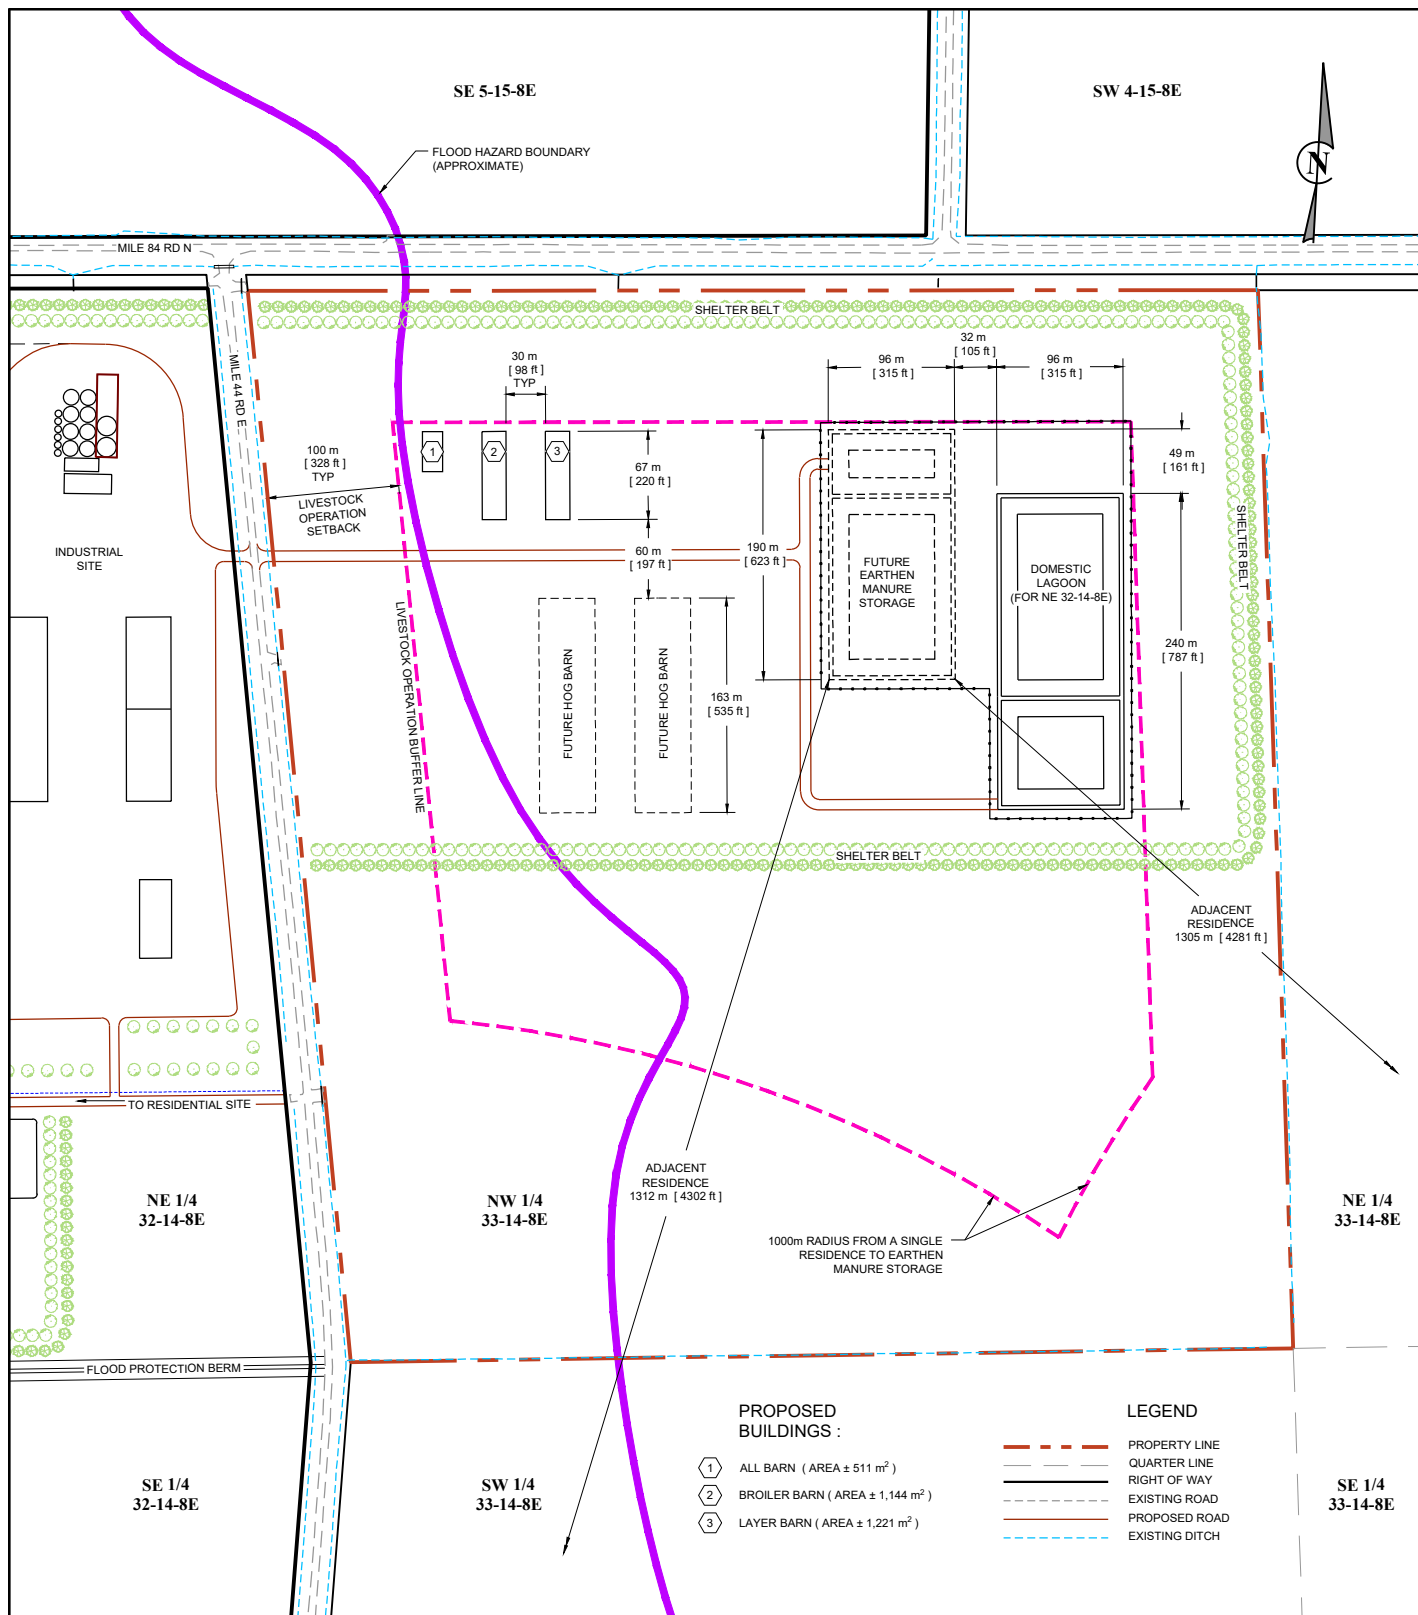 SE 5-15-8E
SW 4-15-8E
FLOOD HAZARD BOUNDARY
(APPROXIMATE)
N
MILE 84 RD N
SHELTER BELT
MILE 44 RD E
30 m
[ 98 ft ]
TYP
96 m
[ 315 ft ]
32 m
[ 105 ft ]
96 m
[ 315 ft ]
100 m
[ 328 ft ]
TYP
LIVESTOCK
OPERATION
SETBACK
1
2
3
67 m
[ 220 ft ]
49 m
[ 161 ft ]
SHELTER BELT
INDUSTRIAL
SITE
60 m
[ 197 ft ]
190 m
[ 623 ft ]
FUTURE
EARTHEN
MANURE
STORAGE
DOMESTIC
LAGOON
(FOR NE 32-14-8E)
LIVESTOCK OPERATION BUFFER LINE
FUTURE HOG BARN
FUTURE HOG BARN
163 m
[ 535 ft ]
240 m
[ 787 ft ]
SHELTER BELT
ADJACENT
RESIDENCE
1305 m [ 4281 ft ]
TO RESIDENTIAL SITE
ADJACENT
RESIDENCE
1312 m [ 4302 ft ]
NE 1/4
32-14-8E
NW 1/4
33-14-8E
NE 1/4
33-14-8E
1000m RADIUS FROM A SINGLE
RESIDENCE TO EARTHEN
MANURE STORAGE
FLOOD PROTECTION BERM
SE 1/4
32-14-8E
SW 1/4
33-14-8E
SE 1/4
33-14-8E
PROPOSED
BUILDINGS :
1 ALL BARN ( AREA ± 511 m² )
2 BROILER BARN ( AREA ± 1,144 m² )
3 LAYER BARN ( AREA ± 1,221 m² )
LEGEND
PROPERTY LINE
QUARTER LINE
RIGHT OF WAY
EXISTING ROAD
PROPOSED ROAD
EXISTING DITCH